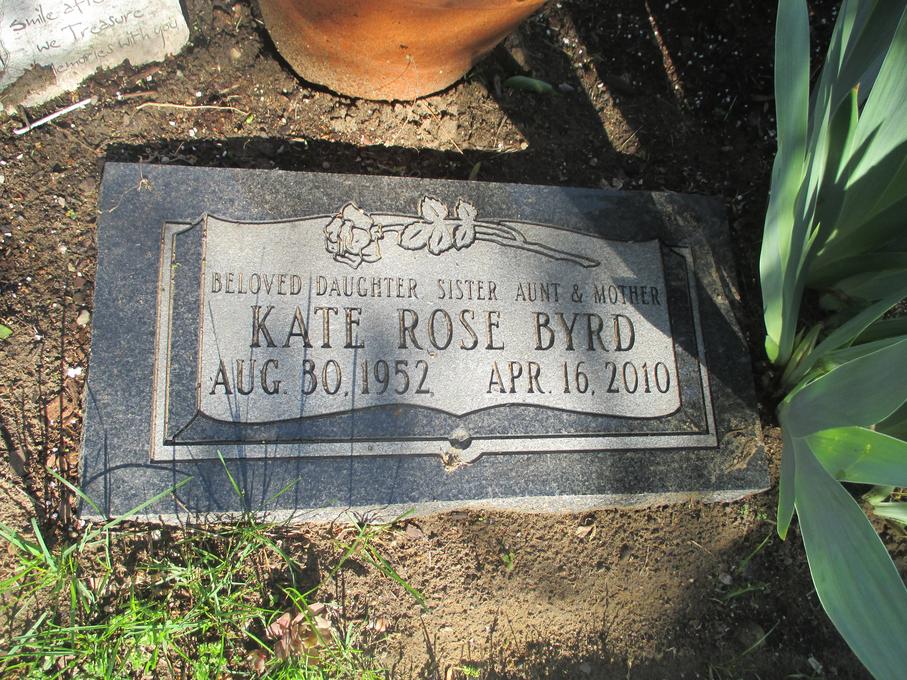 Smile after
we Treasure
memories with you
BELOVED DAUGHTER SISTER AUNT & MOTHER
KATE ROSE BYRD
AUG. 30, 1952 APR. 16, 2010